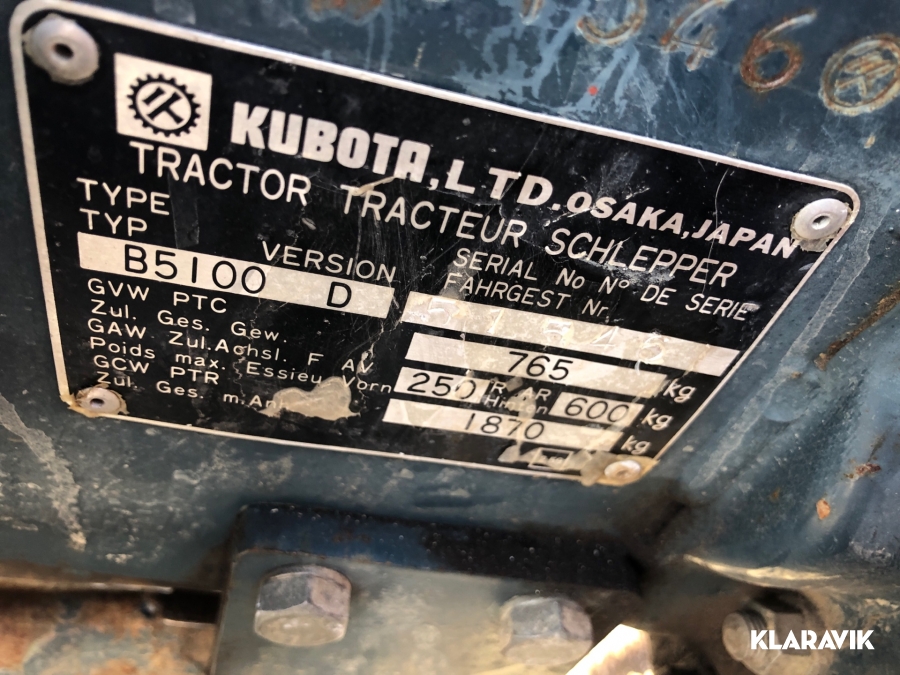 5460
KUBOTA, LTD. OSAKA, JAPAN
TRACTOR TRACTEUR SCHLEPPER
TYPE
TYP VERSION
B5100 D
SERIAL No N° DE SERIE
FAHRGEST Nr.
GVW PTC
Zul. Ges. Gew. 765 kg
GAW Zul.Achsl. F AV 250 R AR 600 kg
Poids max. Essieu Vorn
GCW PTR 1870 kg
Zul. Ges. m.
KLARAVIK